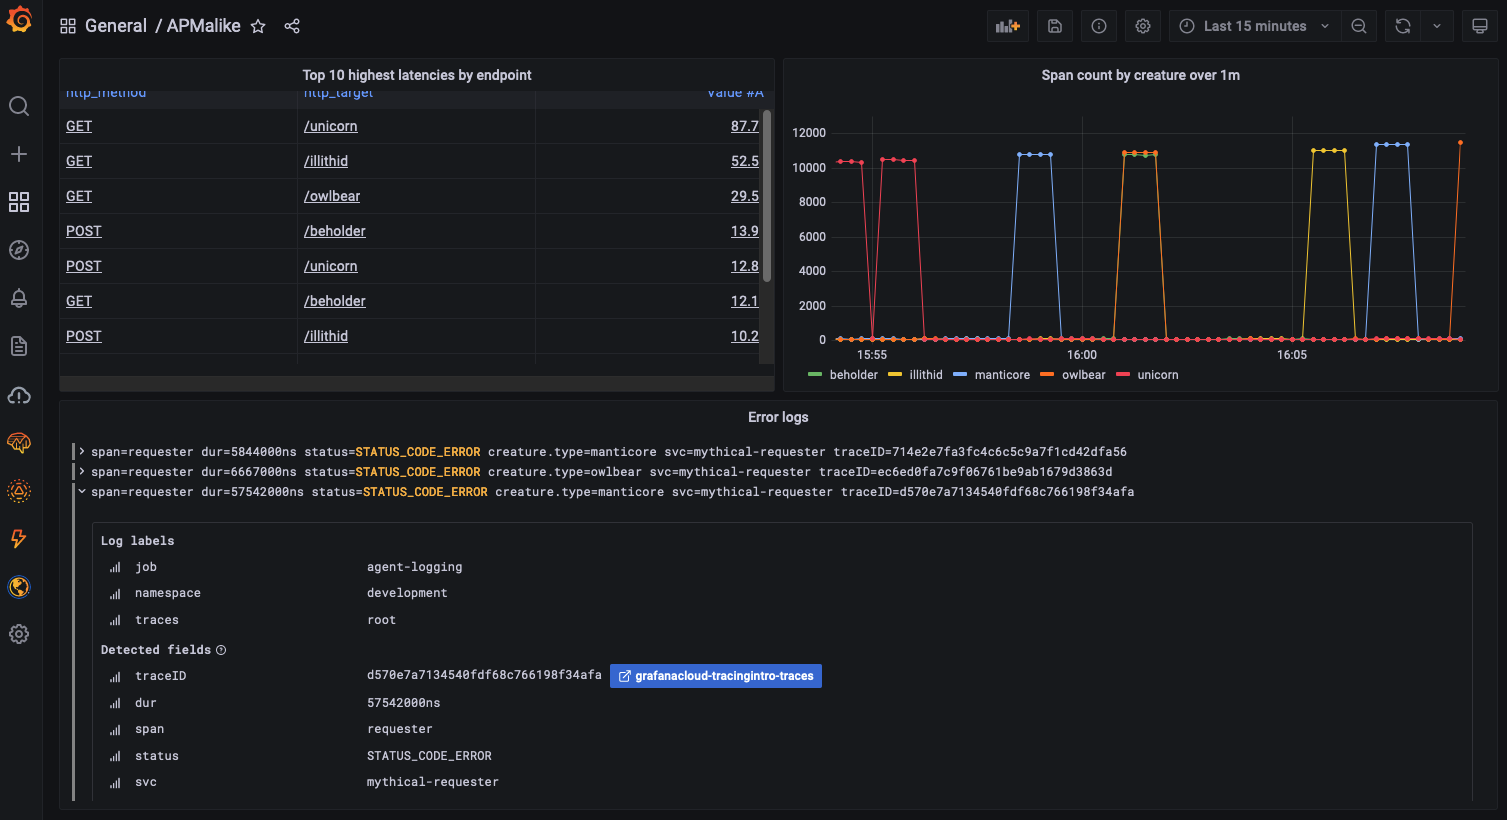 General / APMalike
Last 15 minutes
Top 10 highest latencies by endpoint
http_method http_target Value #A
GET /unicorn 87.7
GET /illithid 52.5
GET /owlbear 29.5
POST /beholder 13.9
POST /unicorn 12.8
GET /beholder 12.1
POST /illithid 10.2
Span count by creature over 1m
12000
10000
8000
6000
4000
2000
0
15:55 16:00 16:05
beholder illithid manticore owlbear unicorn
Error logs
span=requester dur=5844000ns status=STATUS_CODE_ERROR creature.type=manticore svc=mythical-requester traceID=714e2e7fa3fc4c6c5c9a7f1cd42dfa56
span=requester dur=6667000ns status=STATUS_CODE_ERROR creature.type=owlbear svc=mythical-requester traceID=ec6ed0fa7c9f06761be9ab1679d3863d
span=requester dur=57542000ns status=STATUS_CODE_ERROR creature.type=manticore svc=mythical-requester traceID=d570e7a7134540fdf68c766198f34afa
Log labels
job agent-logging
namespace development
traces root
Detected fields
traceID d570e7a7134540fdf68c766198f34afa grafanacloud-tracingintro-traces
dur 57542000ns
span requester
status STATUS_CODE_ERROR
svc mythical-requester